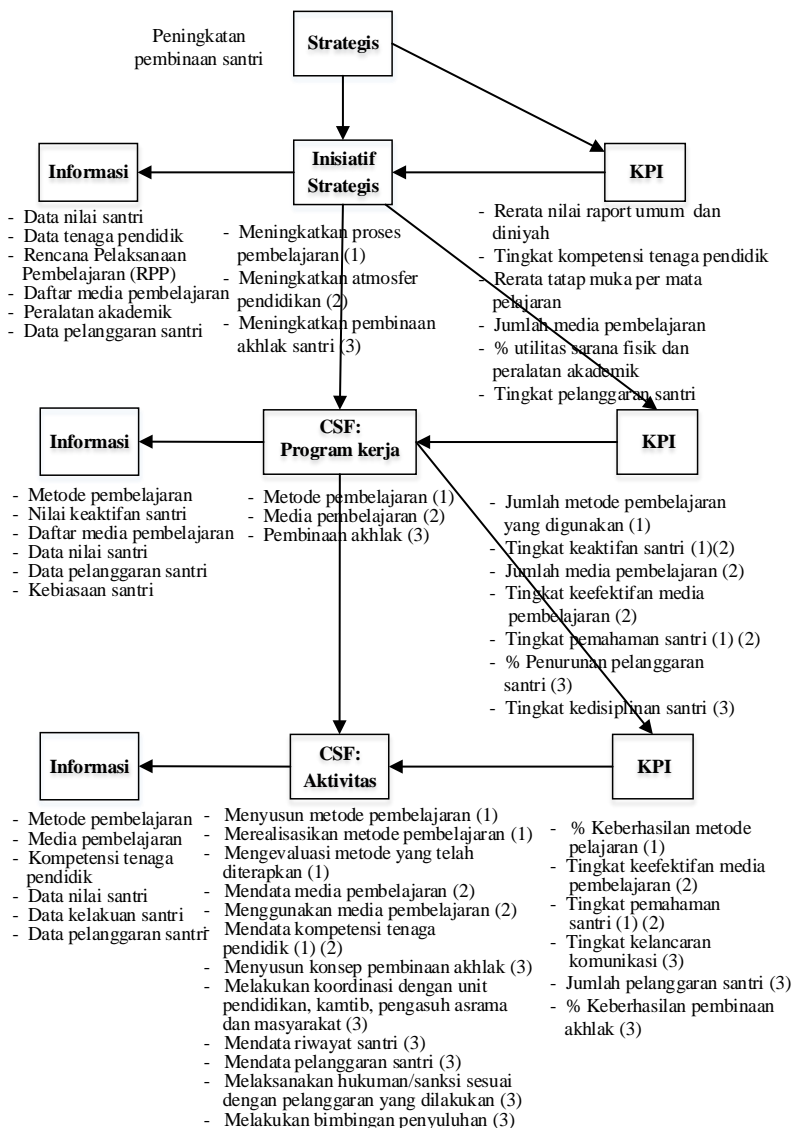 Peningkatan
pembinaan santri
Strategis
Informasi
Inisiatif
Strategis
KPI
- Data nilai santri
- Data tenaga pendidik
- Rencana Pelaksanaan
Pembelajaran (RPP)
- Daftar media pembelajaran
- Peralatan akademik
- Data pelanggaran santri
- Meningkatkan proses
pembelajaran (1)
- Meningkatkan atmosfer
pendidikan (2)
- Meningkatkan pembinaan
akhlak santri (3)
- Rerata nilai raport umum dan
diniyah
- Tingkat kompetensi tenaga pendidik
- Rerata tatap muka per mata
pelajaran
- Jumlah media pembelajaran
- % utilitas sarana fisik dan
peralatan akademik
- Tingkat pelanggaran santri
Informasi
CSF:
Program kerja
KPI
- Metode pembelajaran
- Nilai keaktifan santri
- Daftar media pembelajaran
- Data nilai santri
- Data pelanggaran santri
- Kebiasaan santri
- Metode pembelajaran (1)
- Media pembelajaran (2)
- Pembinaan akhlak (3)
- Jumlah metode pembelajaran
yang digunakan (1)
- Tingkat keaktifan santri (1)(2)
- Jumlah media pembelajaran (2)
- Tingkat keefektifan media
pembelajaran (2)
- Tingkat pemahaman santri (1) (2)
- % Penurunan pelanggaran
santri (3)
- Tingkat kedisiplinan santri (3)
Informasi
CSF:
Aktivitas
KPI
- Metode pembelajaran
- Media pembelajaran
- Kompetensi tenaga
pendidik
- Data nilai santri
- Data kelakuan santri
- Data pelanggaran santri
- Menyusun metode pembelajaran (1)
- Merealisasikan metode pembelajaran (1)
- Mengevaluasi metode yang telah
diterapkan (1)
- Mendata media pembelajaran (2)
- Menggunakan media pembelajaran (2)
- Mendata kompetensi tenaga
pendidik (1) (2)
- Menyusun konsep pembinaan akhlak (3)
- Melakukan koordinasi dengan unit
pendidikan, kamtib, pengasuh asrama
dan masyarakat (3)
- Mendata riwayat santri (3)
- Mendata pelanggaran santri (3)
- Melaksanakan hukuman/sanksi sesuai
dengan pelanggaran yang dilakukan (3)
- Melakukan bimbingan penyuluhan (3)
- % Keberhasilan metode
pelajaran (1)
- Tingkat keefektifan media
pembelajaran (2)
- Tingkat pemahaman
santri (1) (2)
- Tingkat kelancaran
komunikasi (3)
- Jumlah pelanggaran santri (3)
- % Keberhasilan pembinaan
akhlak (3)